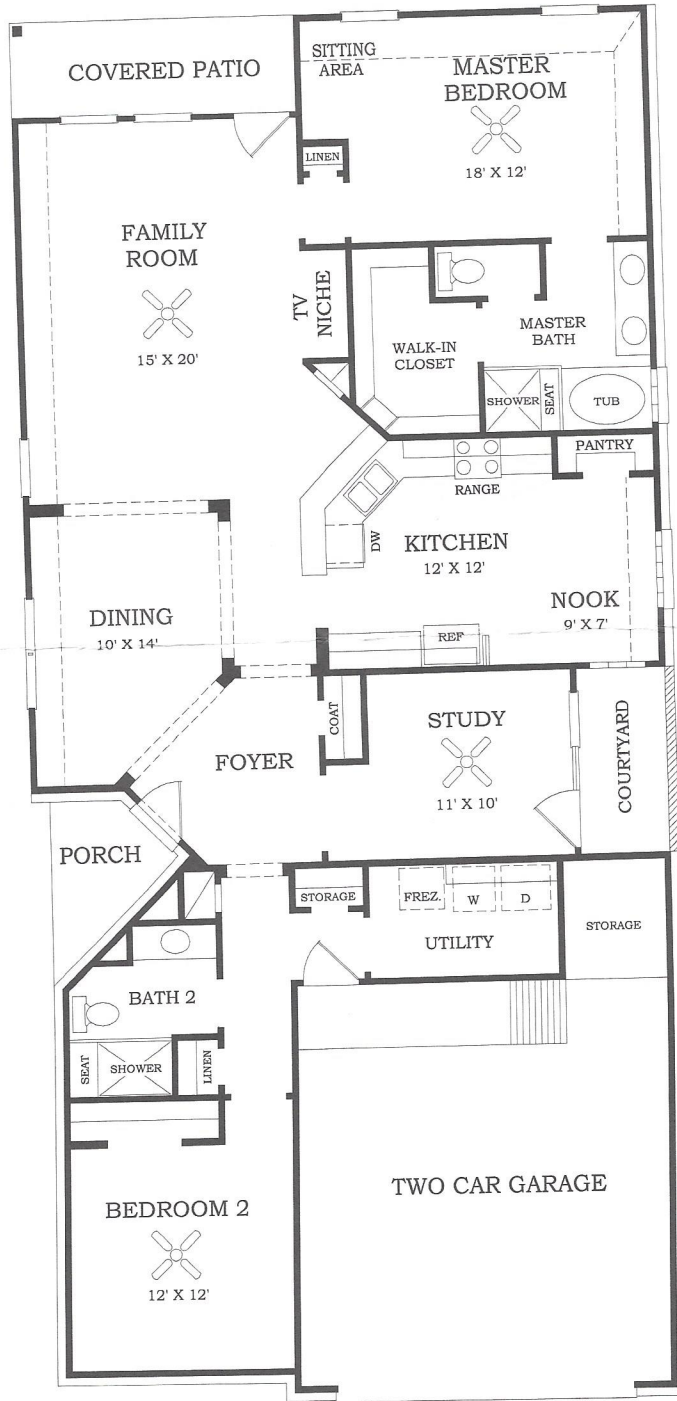 COVERED PATIO
SITTING
AREA
MASTER
BEDROOM
18' X 12'
LINEN
FAMILY
ROOM
15' X 20'
TV
NICHE
WALK-IN
CLOSET
MASTER
BATH
SHOWER
SEAT
TUB
PANTRY
RANGE
DW
KITCHEN
12' X 12'
NOOK
9' X 7'
REF
DINING
10' X 14'
COAT
STUDY
11' X 10'
COURTYARD
FOYER
PORCH
STORAGE
FREZ.
W
D
UTILITY
STORAGE
BATH 2
SEAT
SHOWER
LINEN
BEDROOM 2
12' X 12'
TWO CAR GARAGE